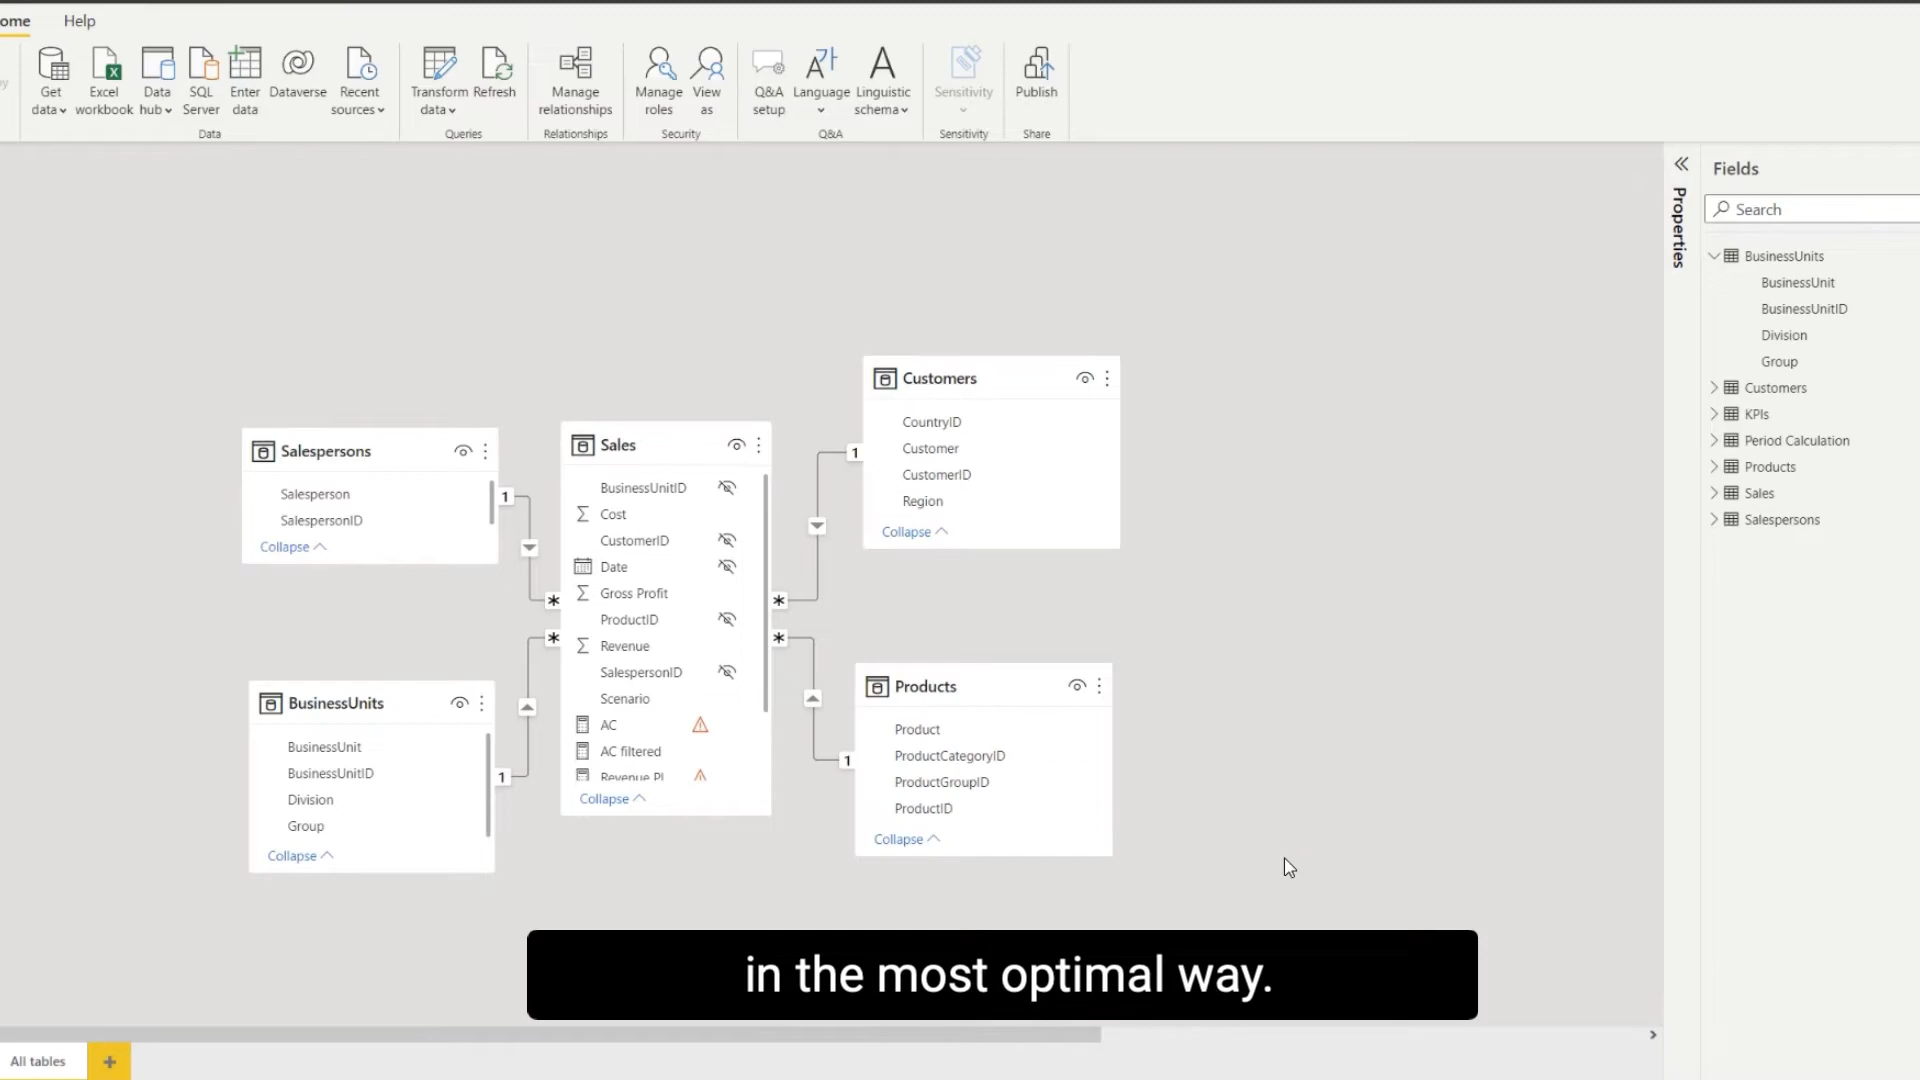 ome
Help
Get data
Excel workbook
Data hub
SQL Server
Enter data
Dataverse
Recent sources
Data
Transform data
Refresh
Queries
Manage relationships
Relationships
Manage roles
View as
Security
Q&A setup
Language
Linguistic schema
Q&A
Sensitivity
Sensitivity
Publish
Share
Properties
Fields
Search
BusinessUnits
BusinessUnit
BusinessUnitID
Division
Group
Customers
KPIs
Period Calculation
Products
Sales
Salespersons
Salespersons
Salesperson
SalespersonID
Collapse
1
*
BusinessUnits
BusinessUnit
BusinessUnitID
Division
Group
Collapse
1
*
Sales
BusinessUnitID
Σ Cost
CustomerID
Date
Σ Gross Profit
ProductID
Σ Revenue
SalespersonID
Scenario
AC
AC filtered
Revenue PL
Collapse
Customers
CountryID
Customer
CustomerID
Region
Collapse
1
*
Products
Product
ProductCategoryID
ProductGroupID
ProductID
Collapse
1
*
in the most optimal way.
All tables
+